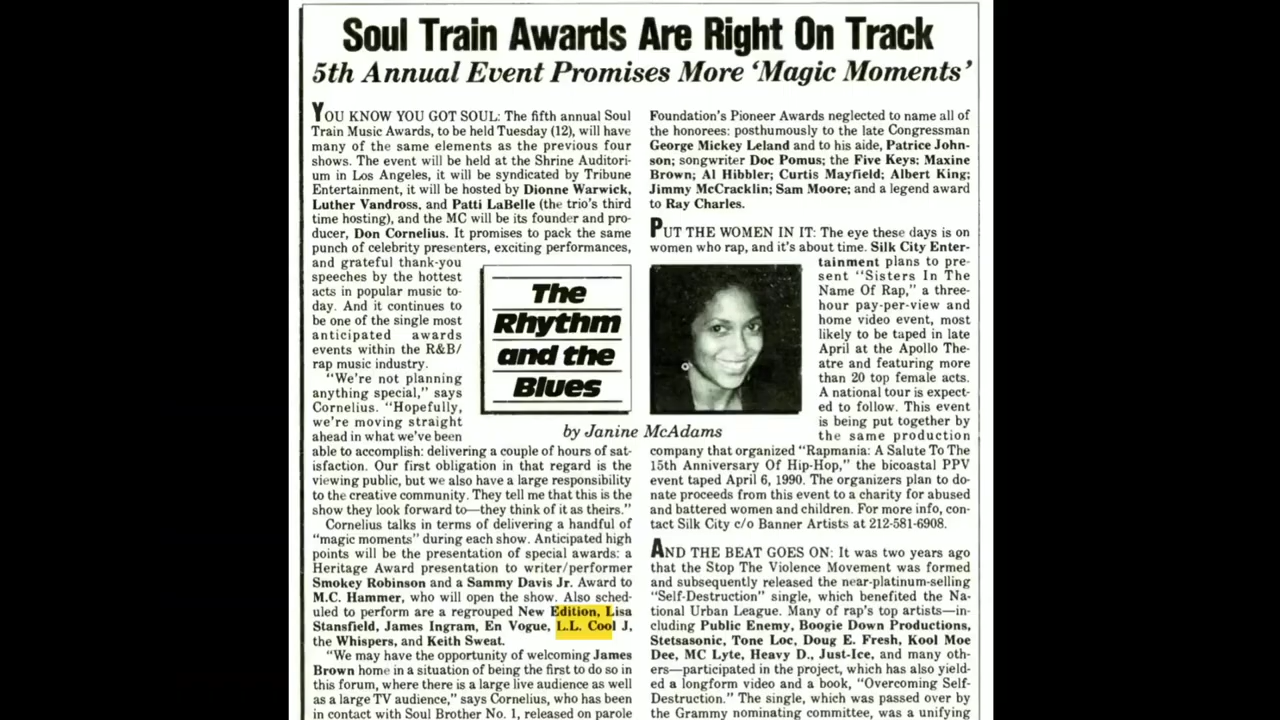 Soul Train Awards Are Right On Track
5th Annual Event Promises More ‘Magic Moments’
YOU KNOW YOU GOT SOUL: The fifth annual Soul
Train Music Awards, to be held Tuesday (12), will have
many of the same elements as the previous four
shows. The event will be held at the Shrine Auditori-
um in Los Angeles, it will be syndicated by Tribune
Entertainment, it will be hosted by Dionne Warwick,
Luther Vandross, and Patti LaBelle (the trio's third
time hosting), and the MC will be its founder and pro-
ducer, Don Cornelius. It promises to pack the same
punch of celebrity presenters, exciting performances,
and grateful thank-you
speeches by the hottest
acts in popular music to-
day. And it continues to
be one of the single most
anticipated awards
events within the R&B/
rap music industry.
"We're not planning
anything special," says
Cornelius. "Hopefully,
we're moving straight
ahead in what we've been
able to accomplish: delivering a couple of hours of sat-
isfaction. Our first obligation in that regard is the
viewing public, but we also have a large responsibility
to the creative community. They tell me that this is the
show they look forward to—they think of it as theirs."
Cornelius talks in terms of delivering a handful of
"magic moments" during each show. Anticipated high
points will be the presentation of special awards: a
Heritage Award presentation to writer/performer
Smokey Robinson and a Sammy Davis Jr. Award to
M.C. Hammer, who will open the show. Also sched-
uled to perform are a regrouped New Edition, Lisa
Stansfield, James Ingram, En Vogue, L.L. Cool J,
the Whispers, and Keith Sweat.
"We may have the opportunity of welcoming James
Brown home in a situation of being the first to do so in
this forum, where there is a large live audience as well
as a large TV audience," says Cornelius, who has been
in contact with Soul Brother No. 1, released on parole
The
Rhythm
and the
Blues
by Janine McAdams
Foundation's Pioneer Awards neglected to name all of
the honorees: posthumously to the late Congressman
George Mickey Leland and to his aide, Patrice John-
son; songwriter Doc Pomus; the Five Keys; Maxine
Brown; Al Hibbler; Curtis Mayfield; Albert King;
Jimmy McCracklin; Sam Moore; and a legend award
to Ray Charles.
PUT THE WOMEN IN IT: The eye these days is on
women who rap, and it's about time. Silk City Enter-
tainment plans to pre-
sent "Sisters In The
Name Of Rap," a three-
hour pay-per-view and
home video event, most
likely to be taped in late
April at the Apollo The-
atre and featuring more
than 20 top female acts.
A national tour is expect-
ed to follow. This event
is being put together by
the same production
company that organized "Rapmania: A Salute To The
15th Anniversary Of Hip-Hop," the bicoastal PPV
event taped April 6, 1990. The organizers plan to do-
nate proceeds from this event to a charity for abused
and battered women and children. For more info, con-
tact Silk City c/o Banner Artists at 212-581-6908.
AND THE BEAT GOES ON: It was two years ago
that the Stop The Violence Movement was formed
and subsequently released the near-platinum-selling
"Self-Destruction" single, which benefited the Na-
tional Urban League. Many of rap's top artists—in-
cluding Public Enemy, Boogie Down Productions,
Stetsasonic, Tone Loc, Doug E. Fresh, Kool Moe
Dee, MC Lyte, Heavy D., Just-Ice, and many oth-
ers—participated in the project, which has also yield-
ed a longform video and a book, "Overcoming Self-
Destruction." The single, which was passed over by
the Grammy nominating committee, was a unifying